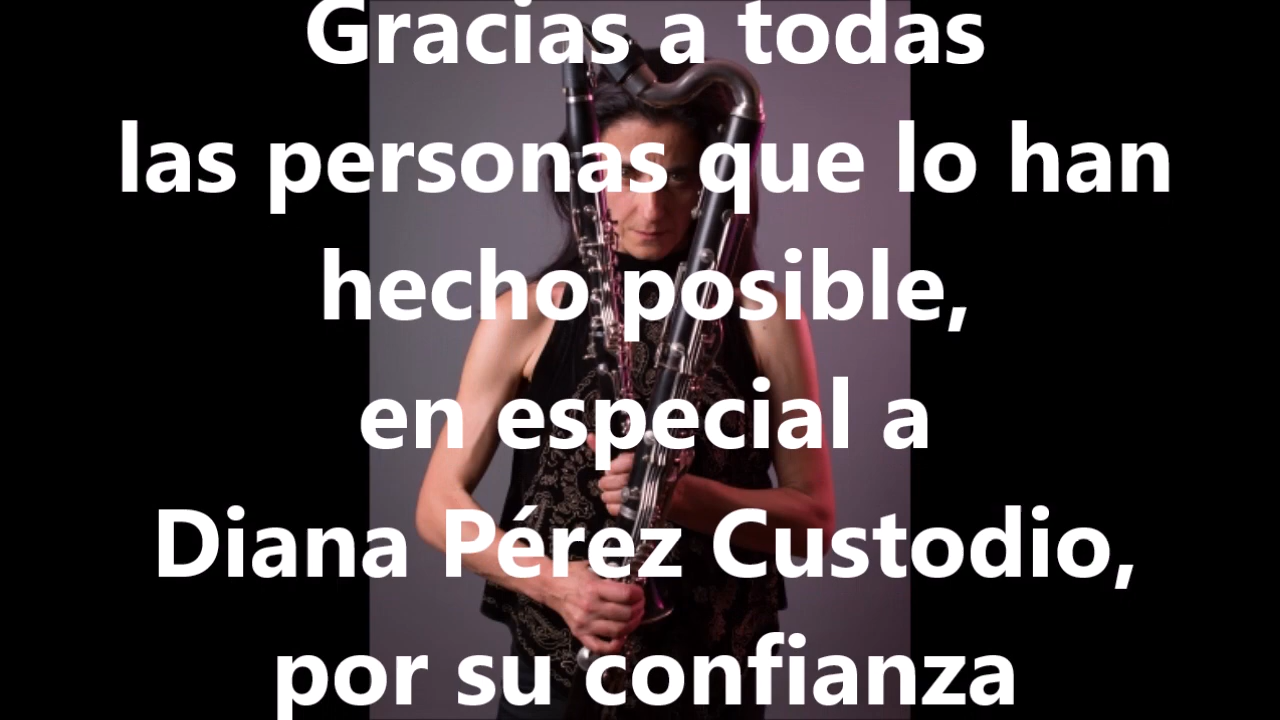 Gracias a todas
las personas que lo han
hecho posible,
en especial a
Diana Pérez Custodio,
por su confianza